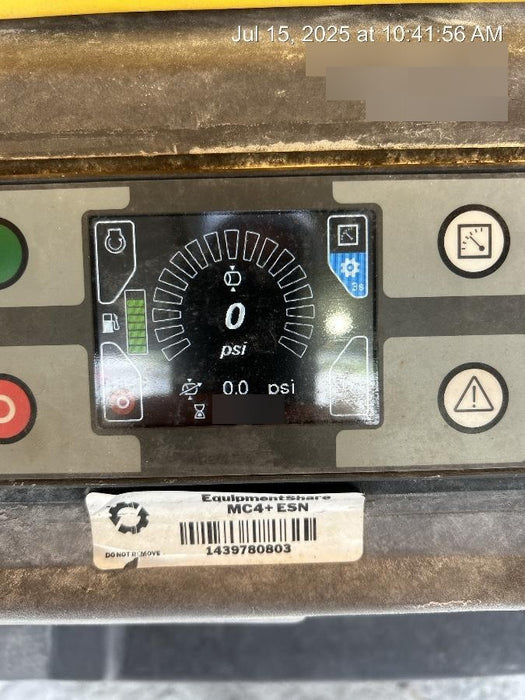 Jul 15, 2025 at 10:41:56 AM
0
psi
3s
0.0 psi
EquipmentShare
MC4+ ESN
DO NOT REMOVE
1439780803